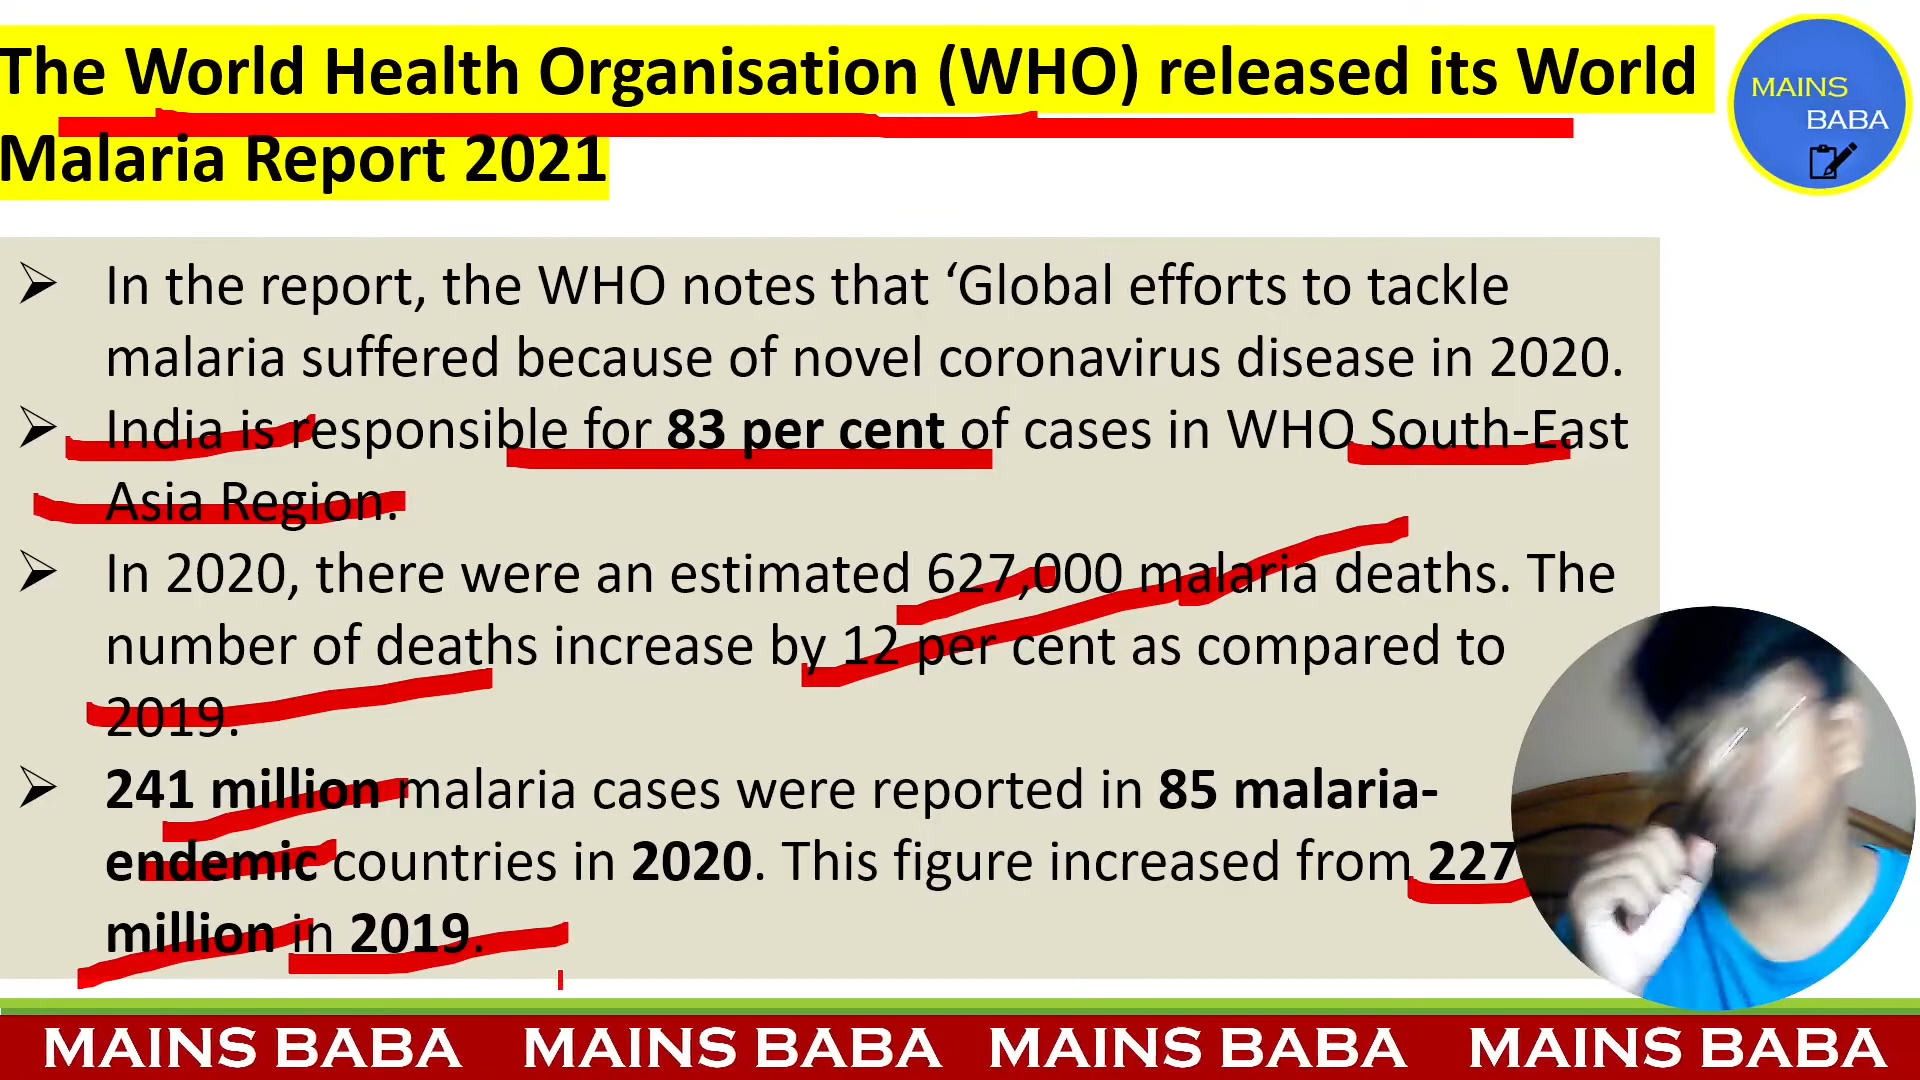 The World Health Organisation (WHO) released its World
Malaria Report 2021
MAINS
BABA
➢ In the report, the WHO notes that ‘Global efforts to tackle
malaria suffered because of novel coronavirus disease in 2020.
➢ India is responsible for 83 per cent of cases in WHO South-East
Asia Region.
➢ In 2020, there were an estimated 627,000 malaria deaths. The
number of deaths increase by 12 per cent as compared to
2019.
➢ 241 million malaria cases were reported in 85 malaria-
endemic countries in 2020. This figure increased from 227
million in 2019.
MAINS BABA MAINS BABA MAINS BABA MAINS BABA